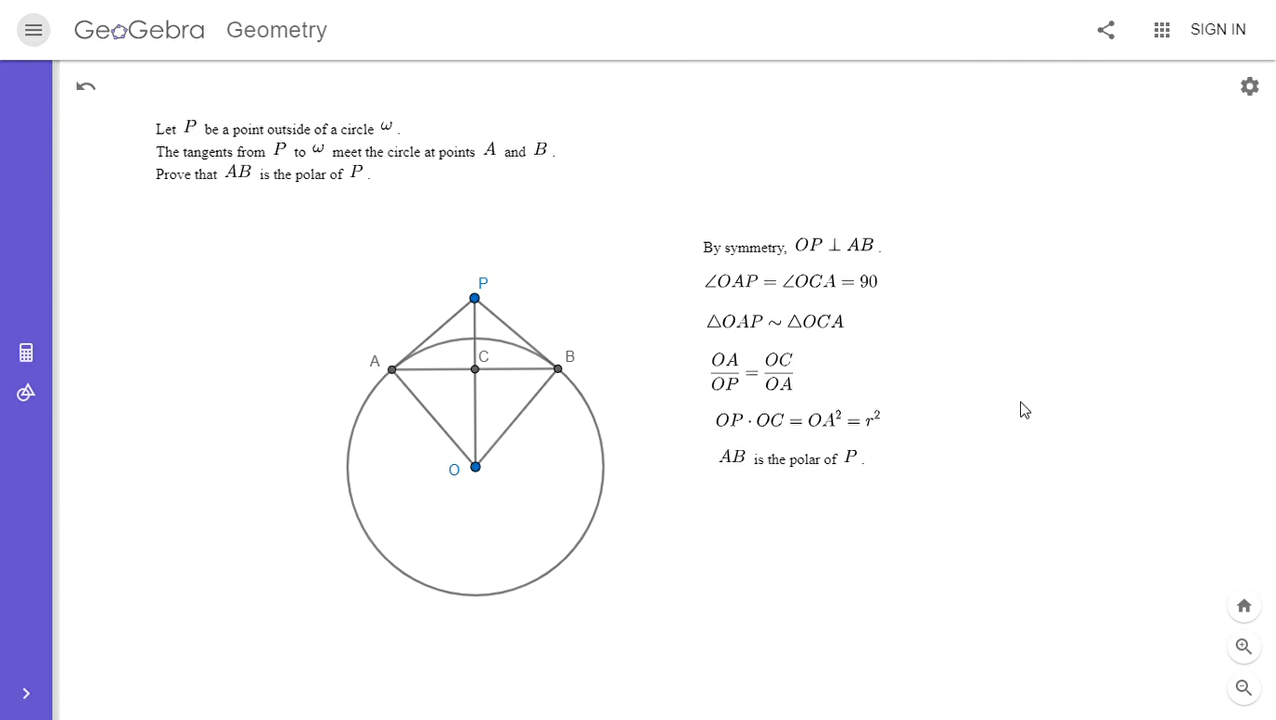 GeoGebra Geometry SIGN IN
Let P be a point outside of a circle ω .
The tangents from P to ω meet the circle at points A and B .
Prove that AB is the polar of P .
By symmetry, OP ⊥ AB .
∠OAP = ∠OCA = 90
△OAP ∼ △OCA
OA/OP = OC/OA
OP · OC = OA² = r²
AB is the polar of P .
P
A
C
B
O